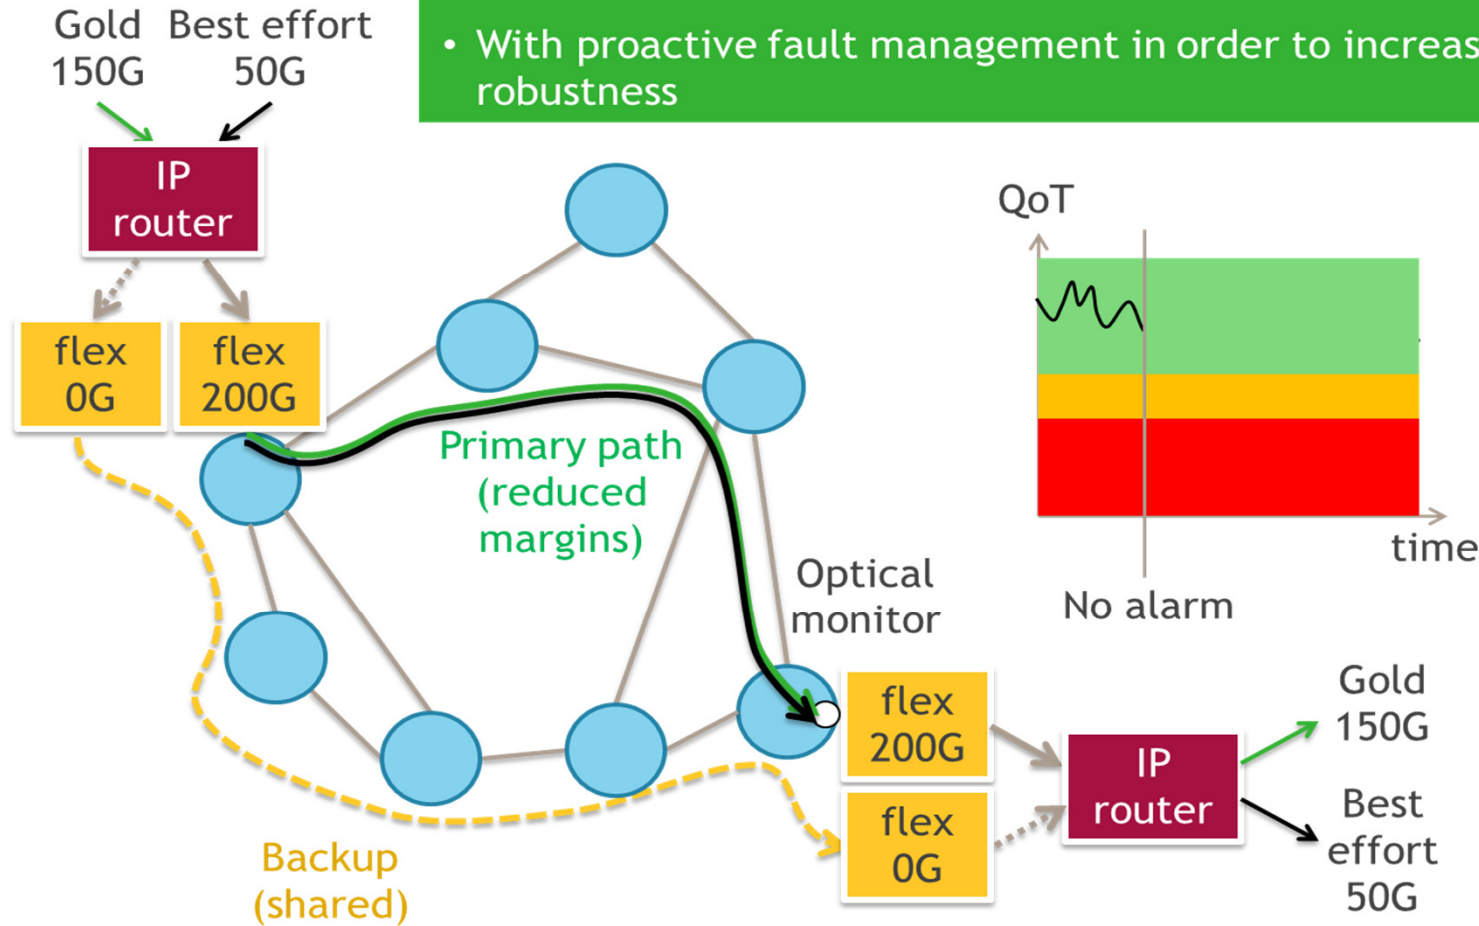 Gold
150G
Best effort
50G
• With proactive fault management in order to increas
robustness
IP
router
flex
0G
flex
200G
Primary path
(reduced
margins)
QoT
time
No alarm
Optical
monitor
flex
200G
flex
0G
IP
router
Gold
150G
Best
effort
50G
Backup
(shared)